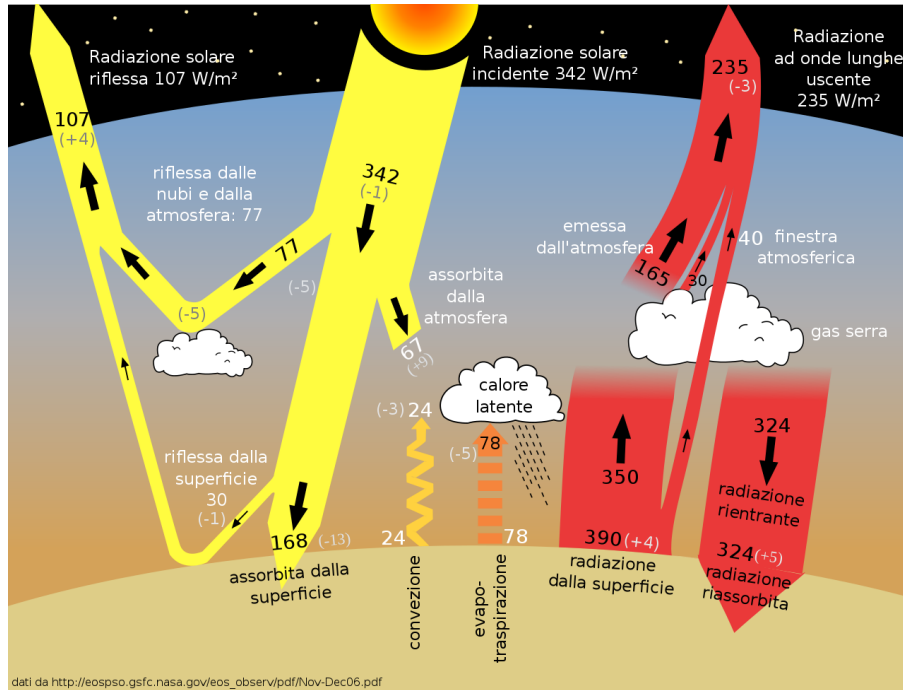 Radiazione solare
riflessa 107 W/m²
Radiazione solare
incidente 342 W/m²
Radiazione
ad onde lunghe
uscente
235 W/m²
235
(-3)
107
(+4)
riflessa dalle
nubi e dalla
atmosfera: 77
342
(-1)
77
(-5)
(-5)
emessa
dall'atmosfera
165
30
40
finestra
atmosferica
assorbita
dalla
atmosfera
67
(+9)
gas serra
calore
latente
(-3) 24
(-5)
78
350
324
radiazione
rientrante
riflessa dalla
superficie
30
(-1)
168 (-13)
assorbita dalla
superficie
24
convezione
78
evapo-
traspirazione
390 (+4)
radiazione
dalla superficie
324(+5)
radiazione
riassorbita
dati da http://eospso.gsfc.nasa.gov/eos_observ/pdf/Nov-Dec06.pdf